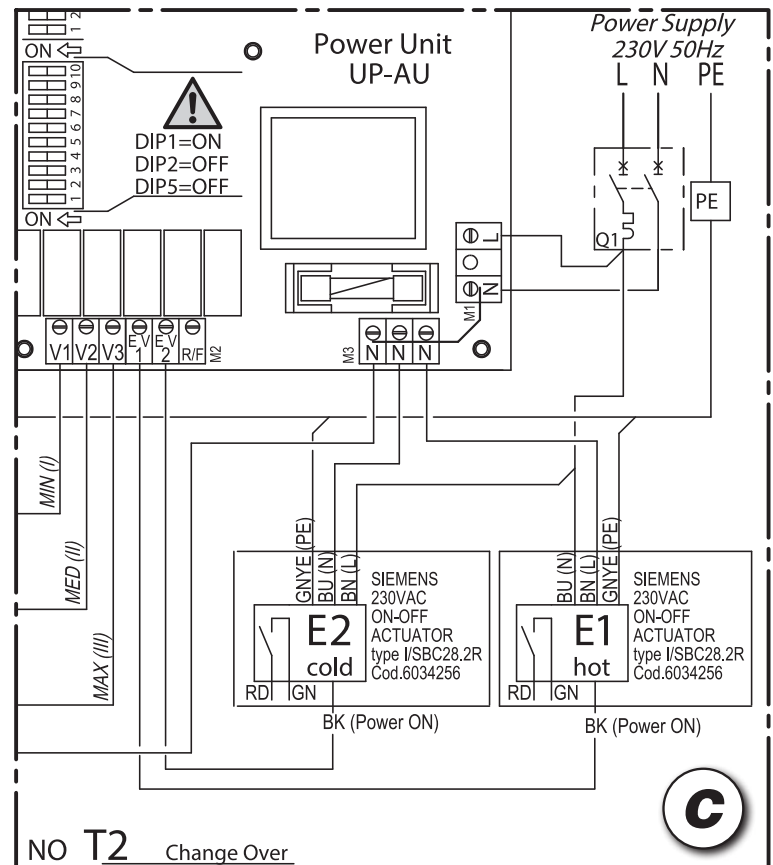 1 2
ON
1 2 3 4 5 6 7 8 9 10
ON
DIP1=ON
DIP2=OFF
DIP5=OFF
Power Unit
UP-AU
Power Supply
230V 50Hz
L N PE
PE
Q1
L
N
M1
V1 V2 V3 EV1 EV2 R/F M2
M3 N N N
MIN (I)
MED (II)
MAX (III)
GNYE (PE)
BU (N)
BN (L)
BU (N)
BN (L)
GNYE (PE)
E2
cold
RD GN
SIEMENS
230VAC
ON-OFF
ACTUATOR
type I/SBC28.2R
Cod.6034256
BK (Power ON)
E1
hot
RD GN
SIEMENS
230VAC
ON-OFF
ACTUATOR
type I/SBC28.2R
Cod.6034256
BK (Power ON)
C
NO T2 Change Over